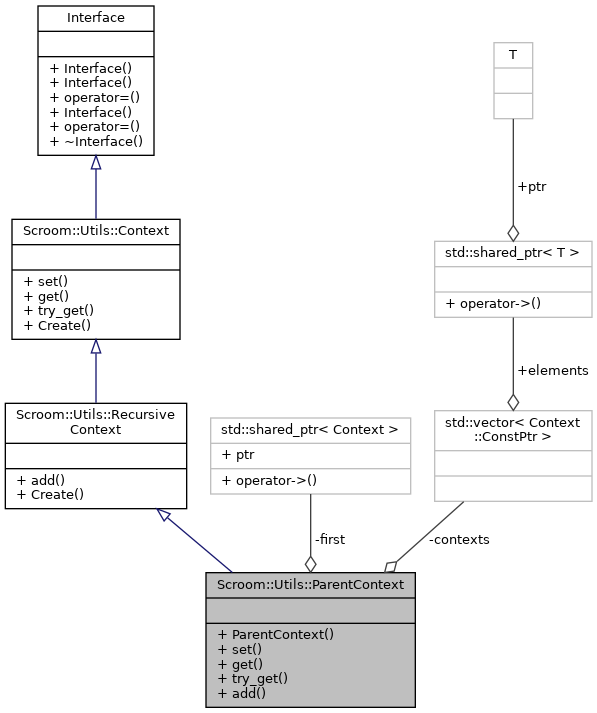 Interface
+ Interface()
+ Interface()
+ operator=()
+ Interface()
+ operator=()
+ ~Interface()
T
+ptr
Scroom::Utils::Context
+ set()
+ get()
+ try_get()
+ Create()
std::shared_ptr< T >
+ operator->()
+elements
Scroom::Utils::Recursive
Context
+ add()
+ Create()
std::shared_ptr< Context >
+ ptr
+ operator->()
std::vector< Context
::ConstPtr >
-first
-contexts
Scroom::Utils::ParentContext
+ ParentContext()
+ set()
+ get()
+ try_get()
+ add()